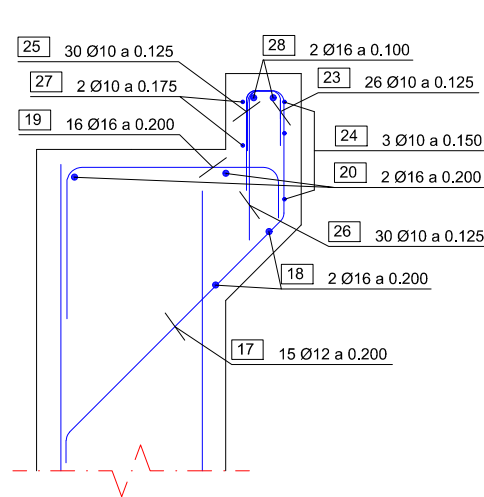 25 30 Ø10 a 0.125
28 2 Ø16 a 0.100
27 2 Ø10 a 0.175
23 26 Ø10 a 0.125
19 16 Ø16 a 0.200
24 3 Ø10 a 0.150
20 2 Ø16 a 0.200
26 30 Ø10 a 0.125
18 2 Ø16 a 0.200
17 15 Ø12 a 0.200